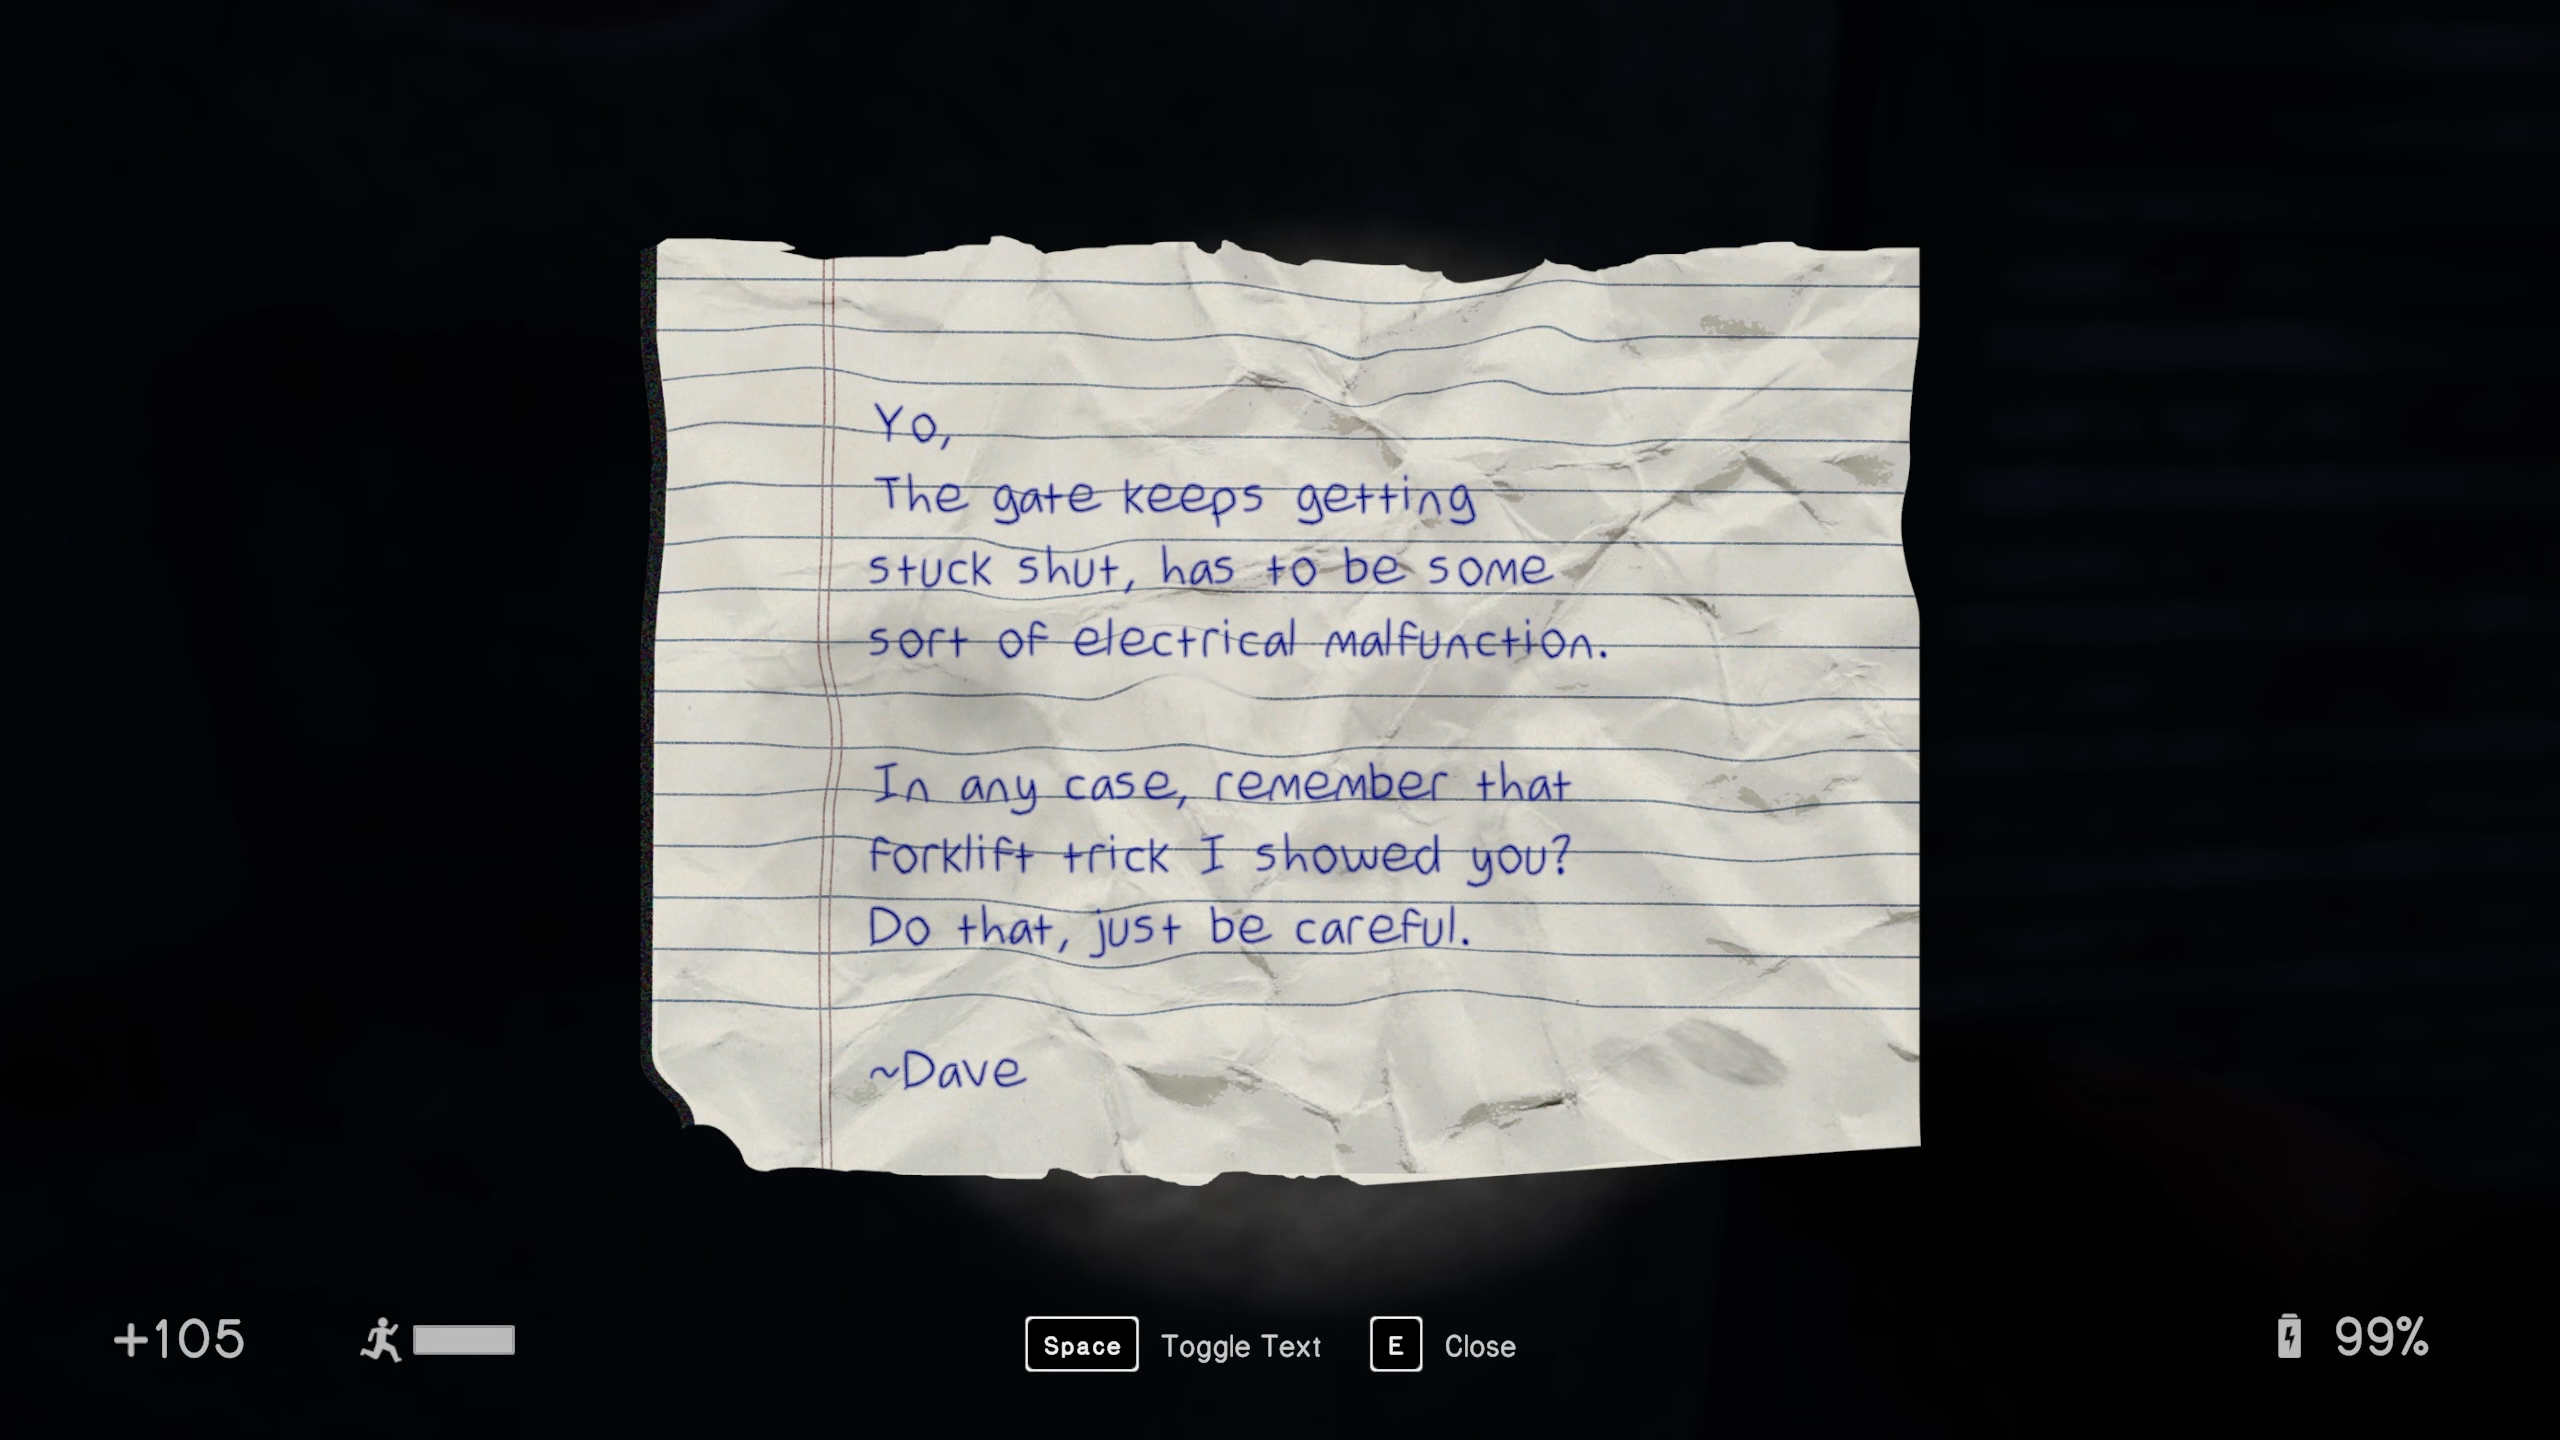 Yo,
The gate keeps getting
stuck shut, has to be some
sort of electrical malfunction.
In any case, remember that
forklift trick I showed you?
Do that, just be careful.
~Dave
+105
Space Toggle Text E Close
99%